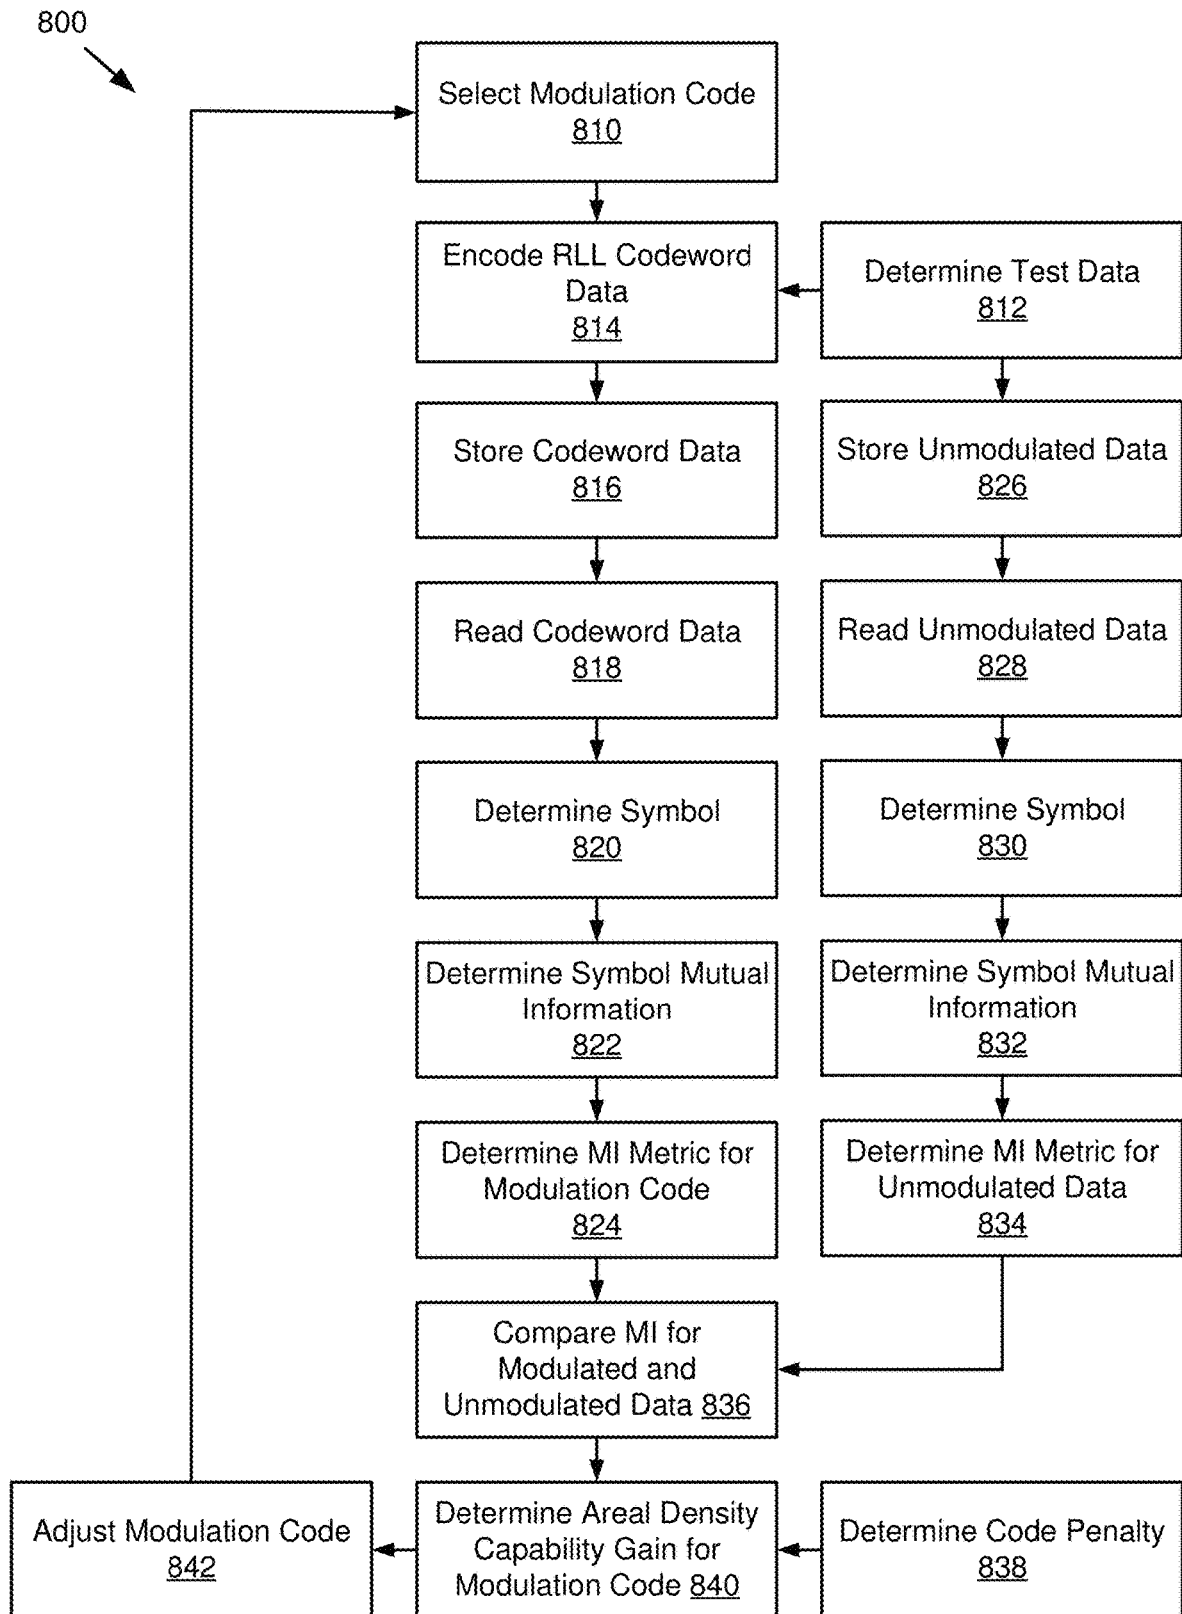 800
Select Modulation Code
810
Encode RLL Codeword
Data
814
Determine Test Data
812
Store Codeword Data
816
Store Unmodulated Data
826
Read Codeword Data
818
Read Unmodulated Data
828
Determine Symbol
820
Determine Symbol
830
Determine Symbol Mutual
Information
822
Determine Symbol Mutual
Information
832
Determine MI Metric for
Modulation Code
824
Determine MI Metric for
Unmodulated Data
834
Compare MI for
Modulated and
Unmodulated Data 836
Adjust Modulation Code
842
Determine Areal Density
Capability Gain for
Modulation Code 840
Determine Code Penalty
838